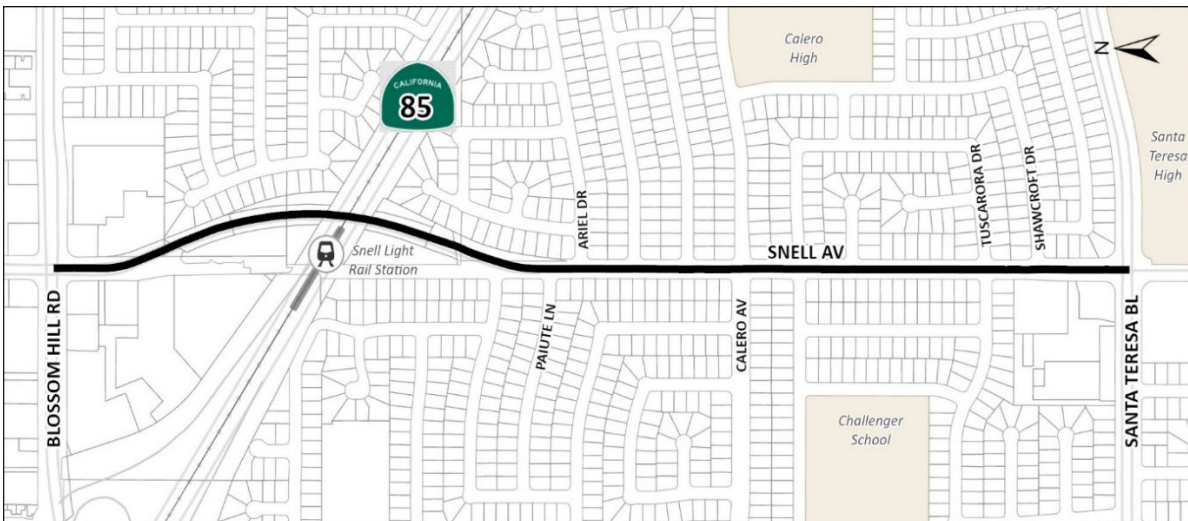 Calero
High
N
CALIFORNIA
85
Santa
Teresa
High
ARIEL DR
TUSCARORA DR
SHAWCROFT DR
Snell Light
Rail Station
SNELL AV
BLOSSOM HILL RD
PAIUTE LN
CALERO AV
SANTA TERESA BL
Challenger
School